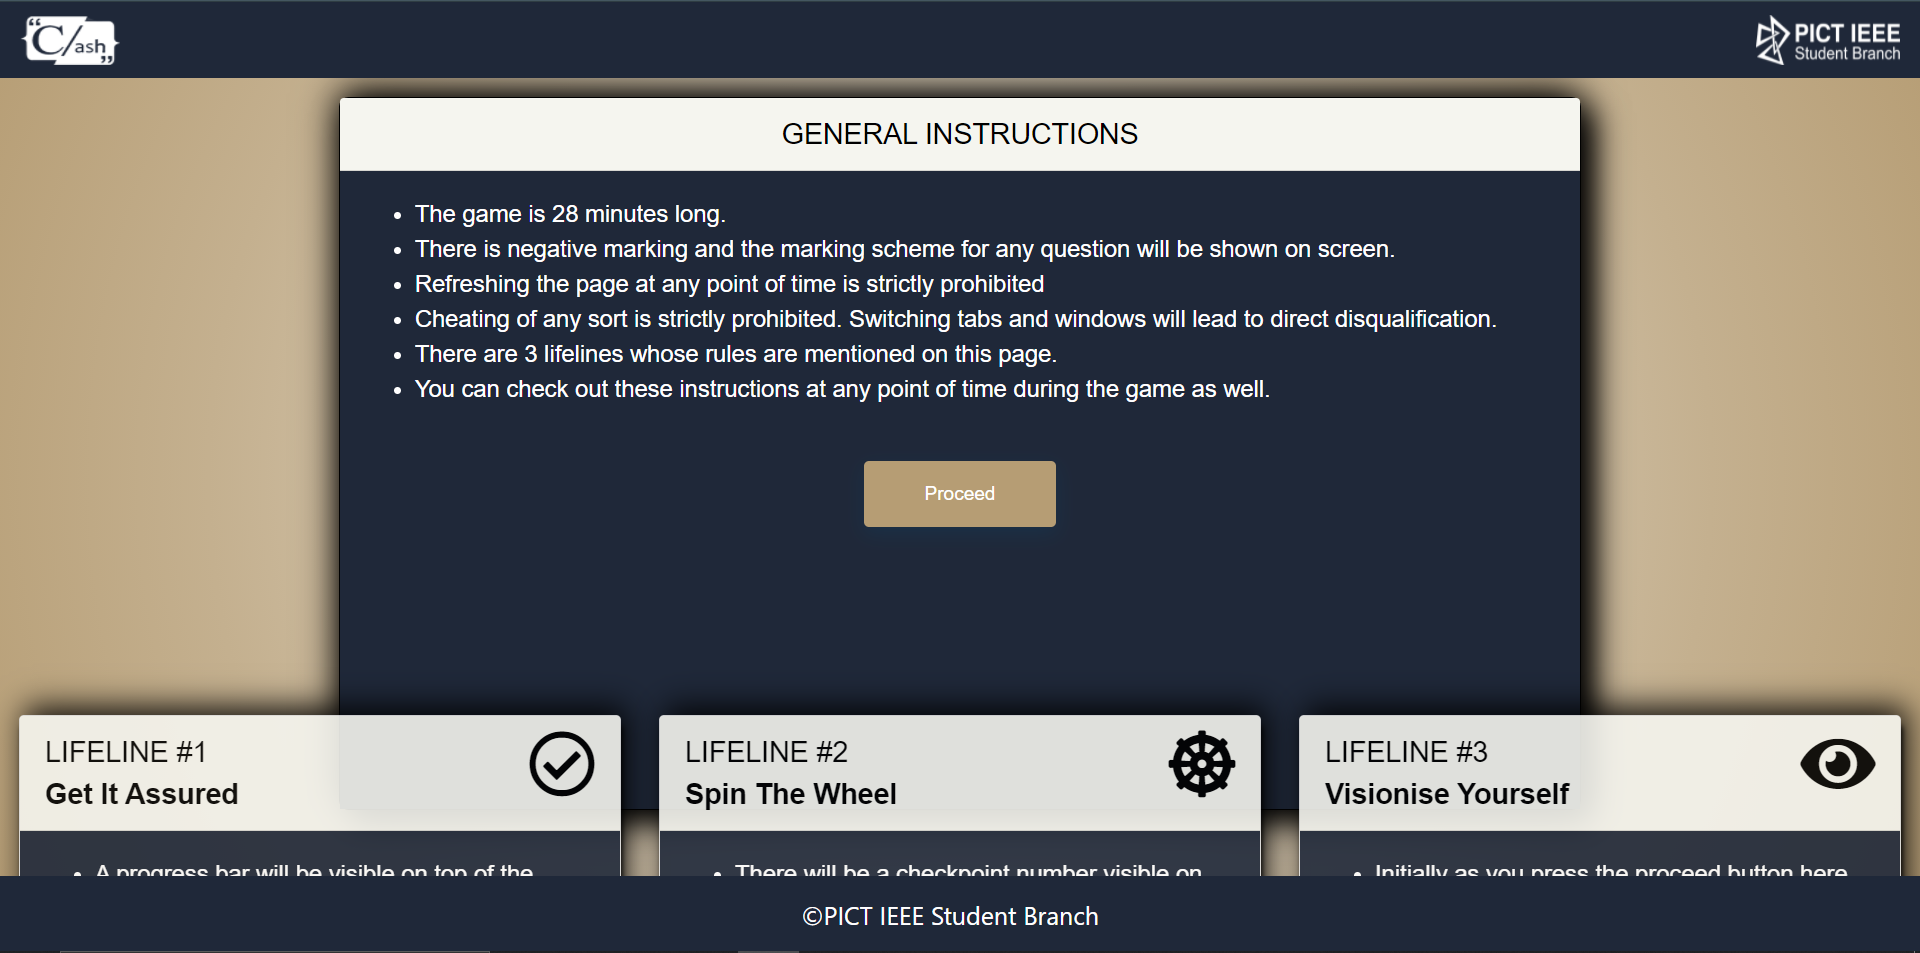 “C/ash”
PICT IEEE
Student Branch
GENERAL INSTRUCTIONS
• The game is 28 minutes long.
• There is negative marking and the marking scheme for any question will be shown on screen.
• Refreshing the page at any point of time is strictly prohibited
• Cheating of any sort is strictly prohibited. Switching tabs and windows will lead to direct disqualification.
• There are 3 lifelines whose rules are mentioned on this page.
• You can check out these instructions at any point of time during the game as well.
Proceed
LIFELINE #1
Get It Assured
• A progress bar will be visible on top of the
LIFELINE #2
Spin The Wheel
• There will be a checkpoint number visible on
LIFELINE #3
Visionise Yourself
• Initially as you press the proceed button here
©PICT IEEE Student Branch